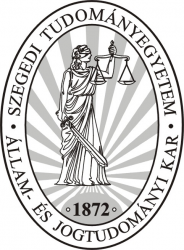 SZEGEDI TUDOMÁNYEGYETEM
ÁLLAM- ÉS JOGTUDOMÁNYI KAR
·1872·